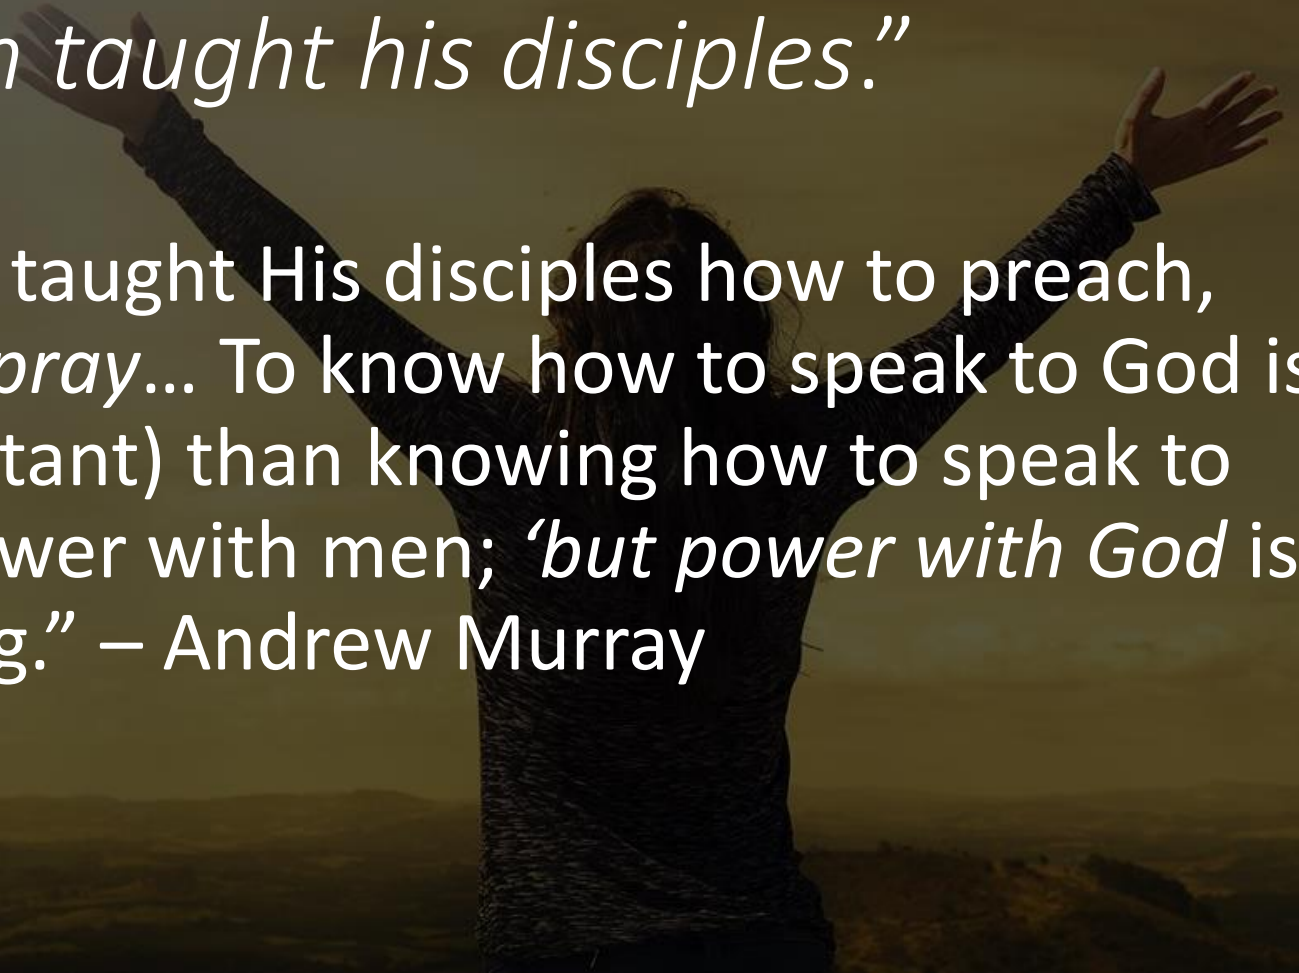 n taught his disciples.”
taught His disciples how to preach,
pray... To know how to speak to God is
tant) than knowing how to speak to
wer with men; ‘but power with God is
g.” – Andrew Murray